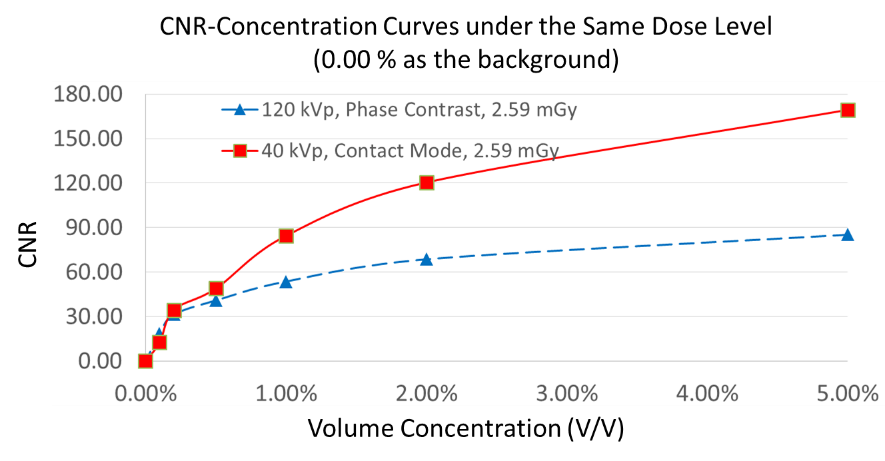 CNR-Concentration Curves under the Same Dose Level
(0.00 % as the background)
180.00
150.00
120.00
90.00
60.00
30.00
0.00
CNR
120 kVp, Phase Contrast, 2.59 mGy
40 kVp, Contact Mode, 2.59 mGy
0.00% 1.00% 2.00% 3.00% 4.00% 5.00%
Volume Concentration (V/V)